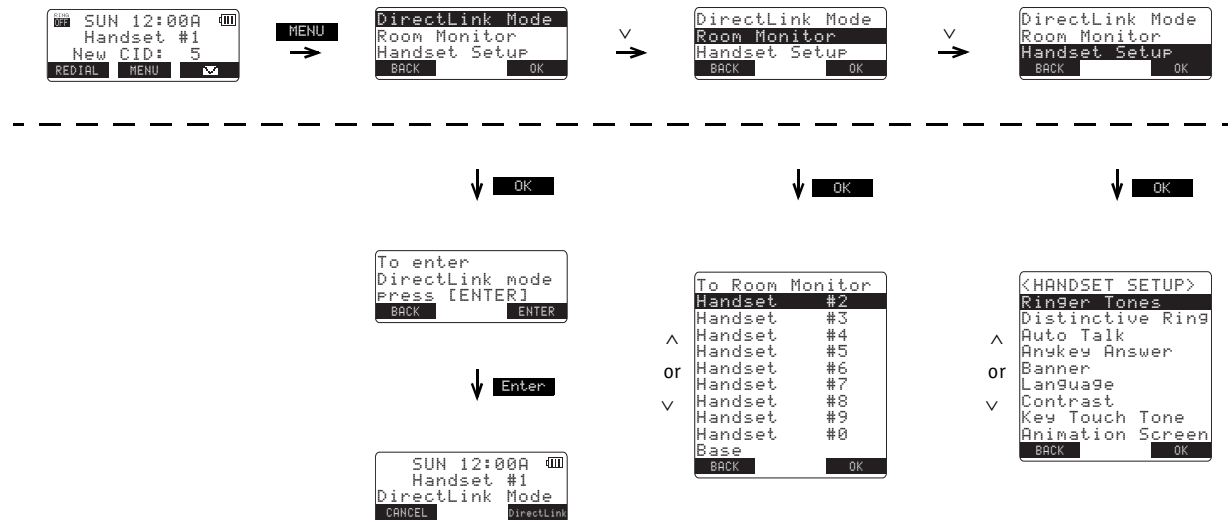 RING OFF
SUN 12:00A
Handset #1
New CID: 5
REDIAL MENU
MENU
DirectLink Mode
Room Monitor
Handset Setup
BACK OK
DirectLink Mode
Room Monitor
Handset Setup
BACK OK
DirectLink Mode
Room Monitor
Handset Setup
BACK OK
OK
OK
OK
To enter
DirectLink mode
press [ENTER]
BACK ENTER
Enter
SUN 12:00A
Handset #1
DirectLink Mode
CANCEL DirectLink
or
To Room Monitor
Handset #2
Handset #3
Handset #4
Handset #5
Handset #6
Handset #7
Handset #8
Handset #9
Handset #0
Base
BACK OK
or
<HANDSET SETUP>
Ringer Tones
Distinctive Ring
Auto Talk
Anykey Answer
Banner
Language
Contrast
Key Touch Tone
Animation Screen
BACK OK